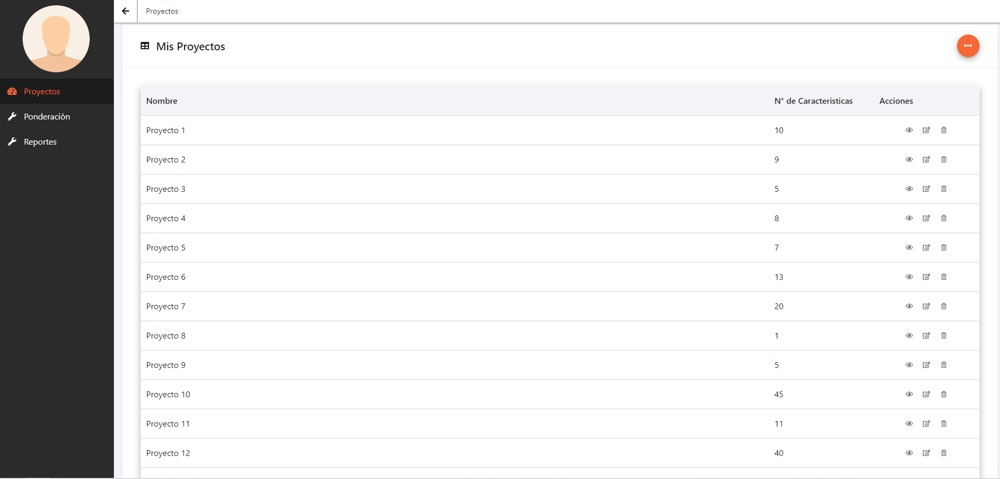 Proyectos
Mis Proyectos
Proyectos
Ponderación
Reportes
Nombre N° de Caracteristicas Acciones
Proyecto 1 10
Proyecto 2 9
Proyecto 3 5
Proyecto 4 8
Proyecto 5 7
Proyecto 6 13
Proyecto 7 20
Proyecto 8 1
Proyecto 9 5
Proyecto 10 45
Proyecto 11 11
Proyecto 12 40